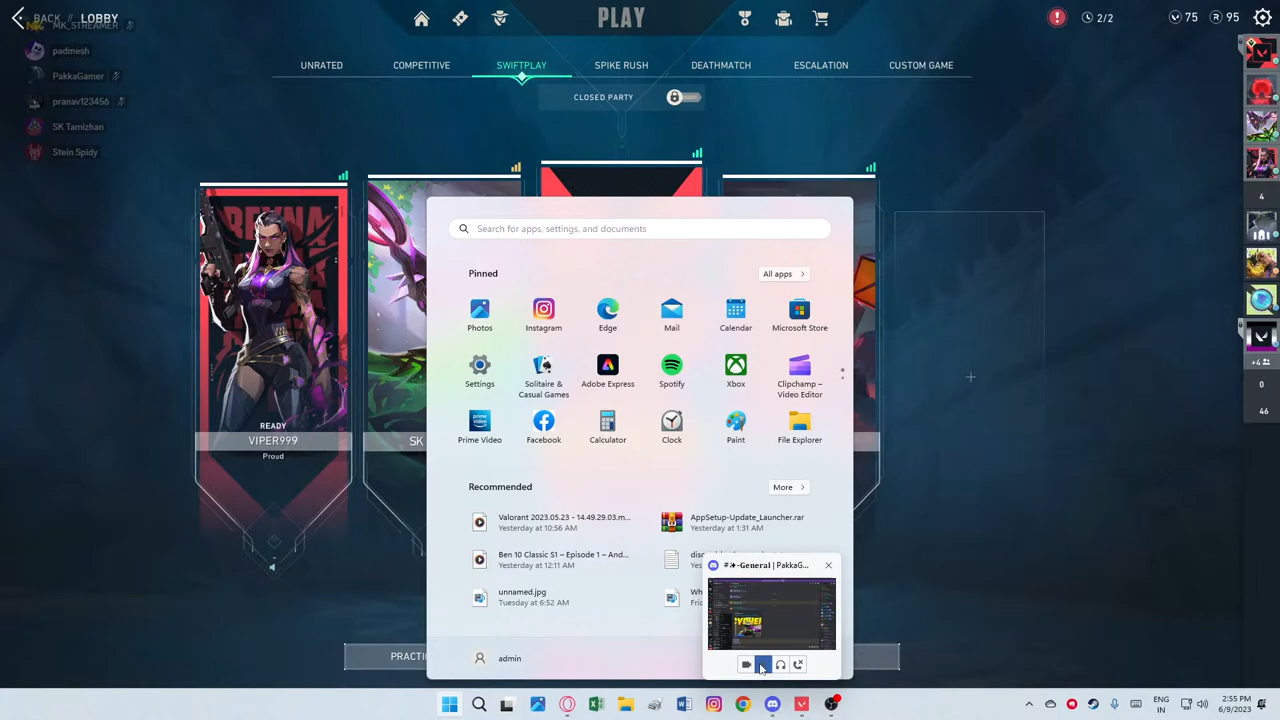 BACK / LOBBY
PLAY
2/2
75
95
MK_STREAMER
padmesh
PakkaGamer
pranav123456
SK Tamizhan
Stein Spidy
UNRATED
COMPETITIVE
SWIFTPLAY
SPIKE RUSH
DEATHMATCH
ESCALATION
CUSTOM GAME
CLOSED PARTY
READY
VIPER999
Proud
SK
PRACTI
4
+4
0
46
Search for apps, settings, and documents
Pinned
All apps
Photos
Instagram
Edge
Mail
Calendar
Microsoft Store
Settings
Solitaire &
Casual Games
Adobe Express
Spotify
Xbox
Clipchamp –
Video Editor
Prime Video
Facebook
Calculator
Clock
Paint
File Explorer
Recommended
More
Valorant 2023.05.23 - 14.49.29.03.m...
Yesterday at 10:56 AM
AppSetup-Update_Launcher.rar
Yesterday at 1:31 AM
Ben 10 Classic S1 – Episode 1 – And...
Yesterday at 12:11 AM
unnamed.jpg
Tuesday at 6:52 AM
#✨-General | PakkaG...
admin
ENG
IN
2:55 PM
6/9/2023